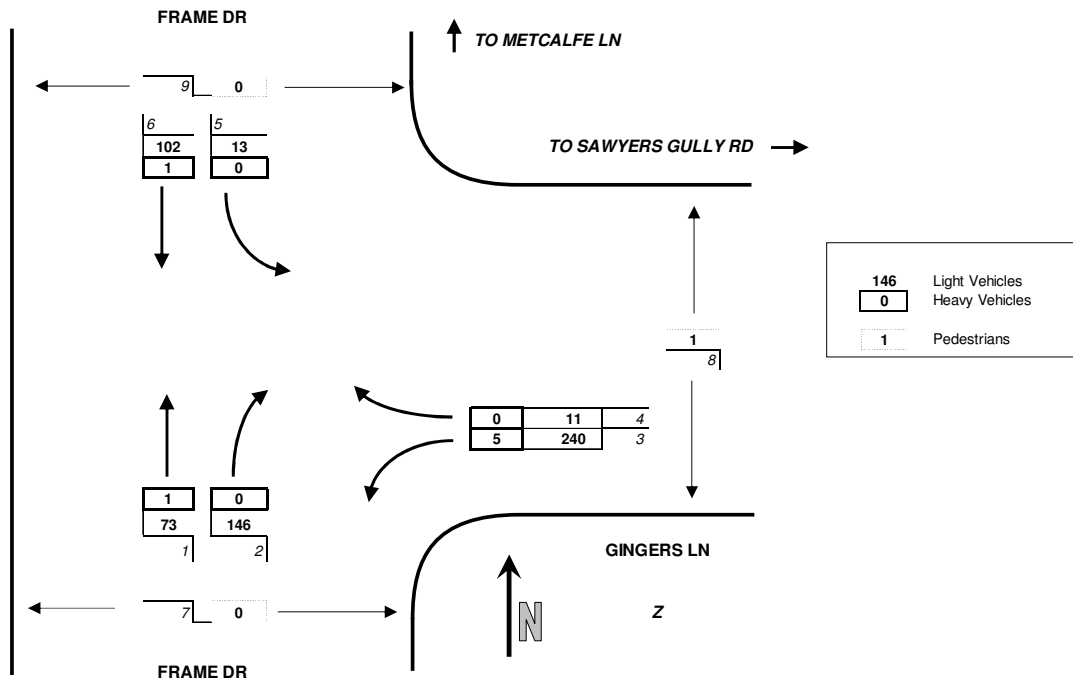 FRAME DR
TO METCALFE LN
9 0
6 5
102 13
1 0
TO SAWYERS GULLY RD
146 Light Vehicles
0 Heavy Vehicles
1 Pedestrians
1
8
0 11 4
5 240 3
1 0
73 146
1 2
GINGERS LN
7 0
N
Z
FRAME DR